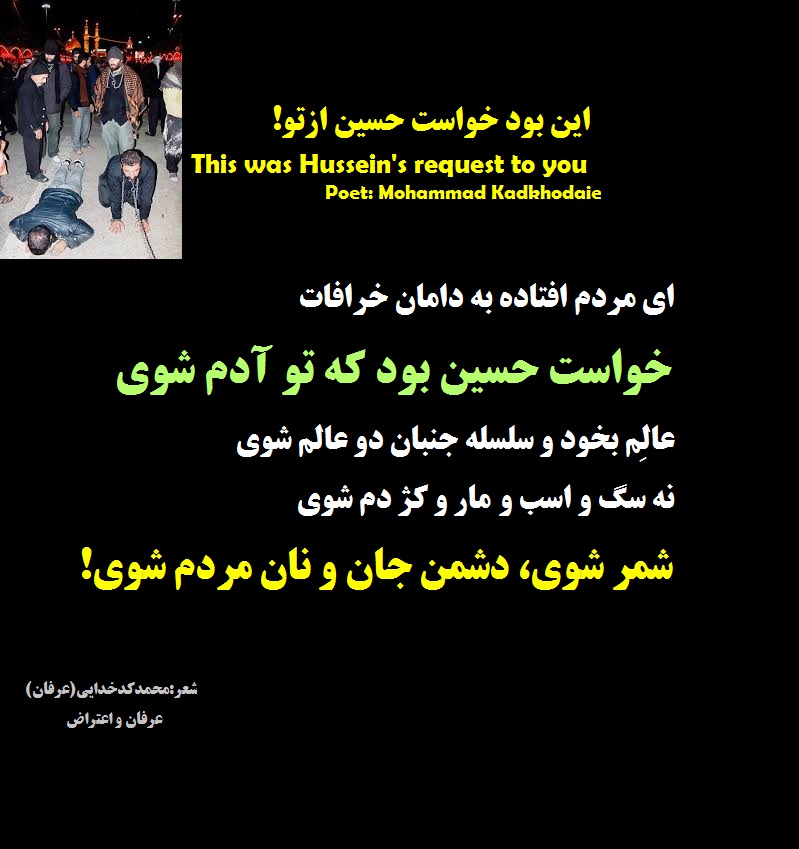 این بود خواست حسین ازتو!
This was Hussein's request to you
Poet: Mohammad Kadkhodaie
ای مردم افتاده به دامان خرافات
خواست حسین بود که تو آدم شوی
عالِم بخود و سلسله جنبان دو عالم شوی
نه سگ و اسب و مار و کژ دم شوی
شمر شوی، دشمن جان و نان مردم شوی!
شعر:محمدکدخدایی(عرفان)
عرفان و اعتراض